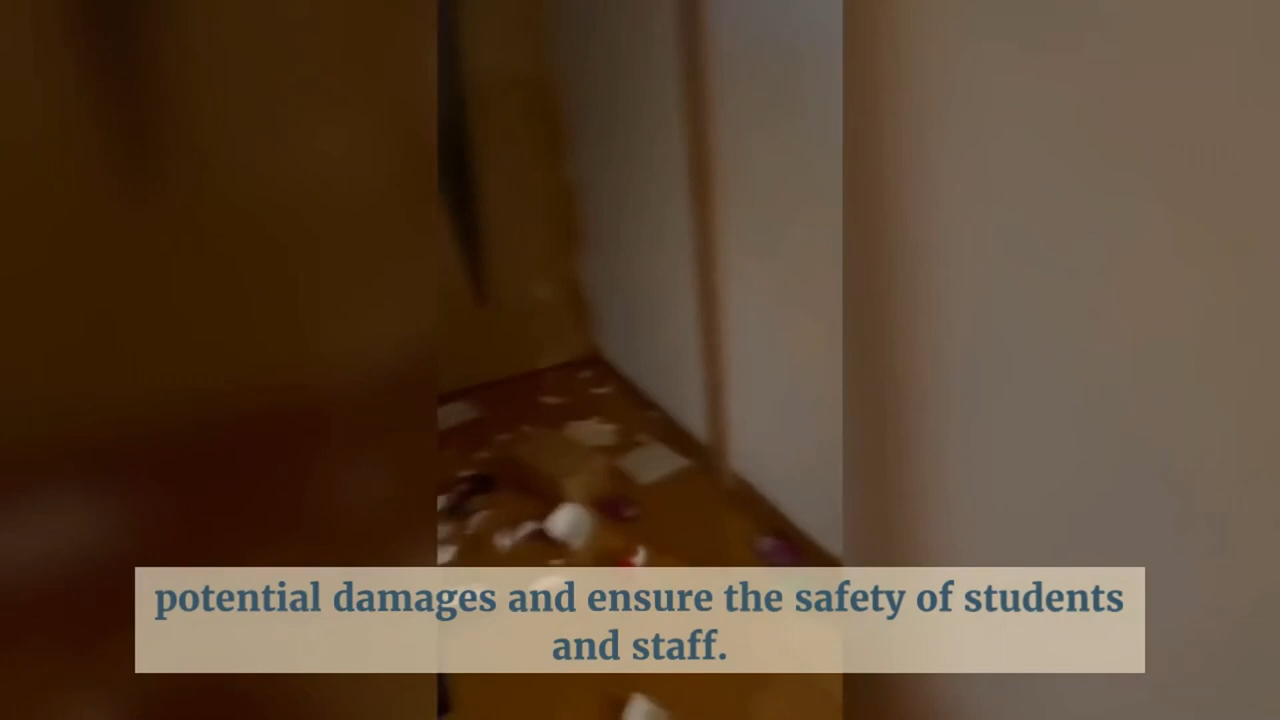 potential damages and ensure the safety of students
and staff.